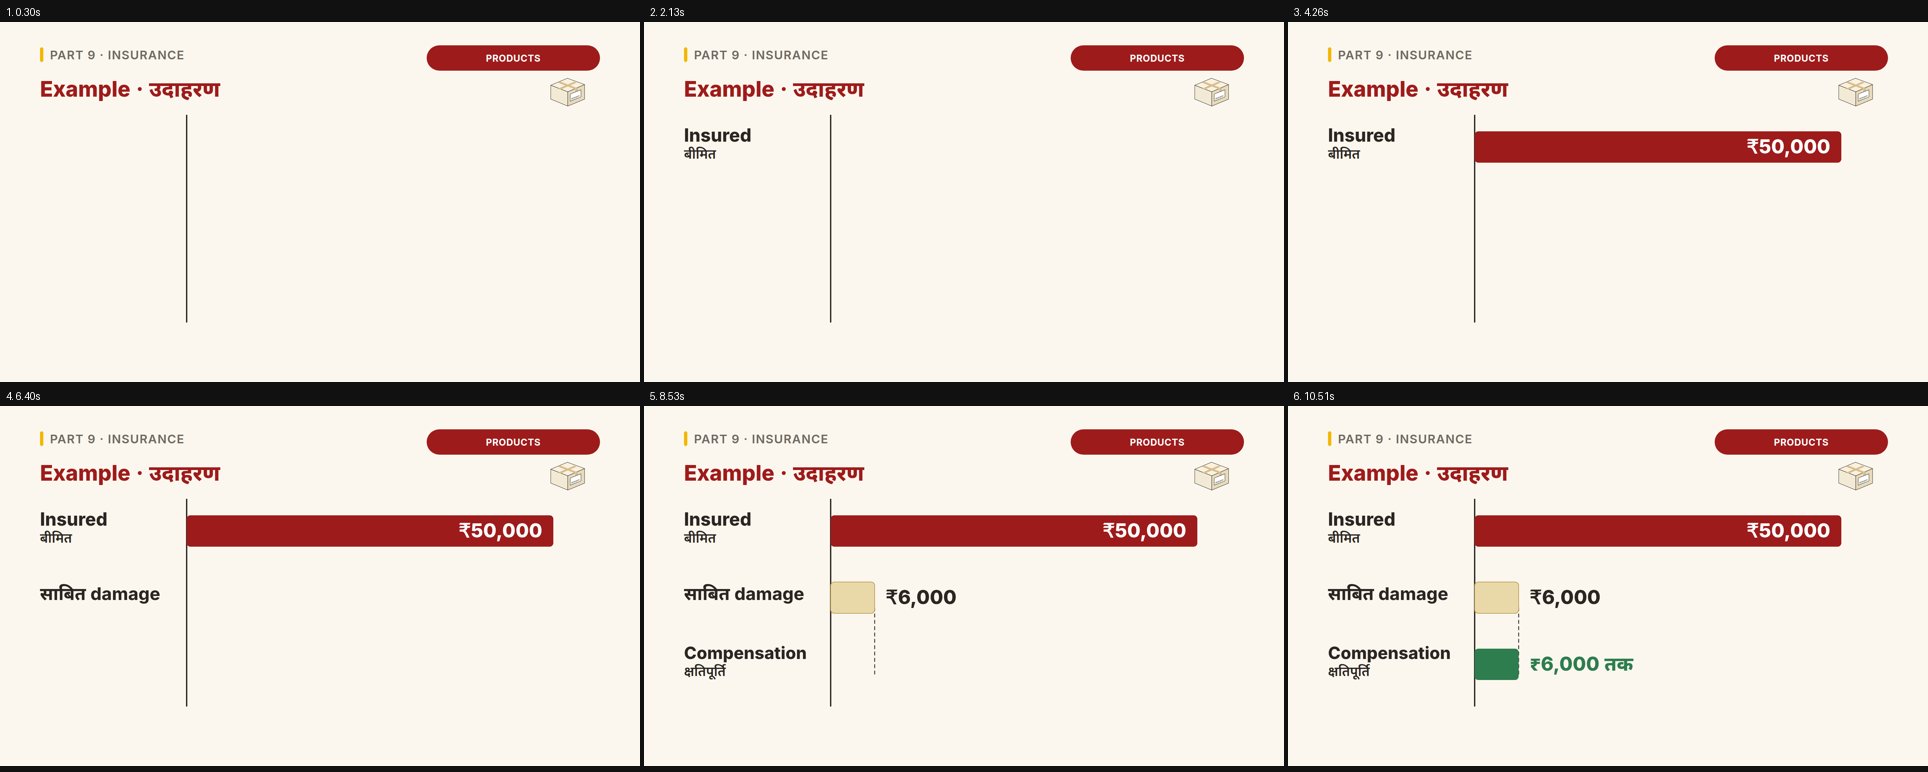 1. 0.30s
PART 9 · INSURANCE
PRODUCTS
Example · उदाहरण
2. 2.13s
PART 9 · INSURANCE
PRODUCTS
Example · उदाहरण
Insured
बीमित
3. 4.26s
PART 9 · INSURANCE
PRODUCTS
Example · उदाहरण
Insured
बीमित
₹50,000
4. 6.40s
PART 9 · INSURANCE
PRODUCTS
Example · उदाहरण
Insured
बीमित
₹50,000
साबित damage
5. 8.53s
PART 9 · INSURANCE
PRODUCTS
Example · उदाहरण
Insured
बीमित
₹50,000
साबित damage
₹6,000
Compensation
क्षतिपूर्ति
6. 10.51s
PART 9 · INSURANCE
PRODUCTS
Example · उदाहरण
Insured
बीमित
₹50,000
साबित damage
₹6,000
Compensation
क्षतिपूर्ति
₹6,000 तक